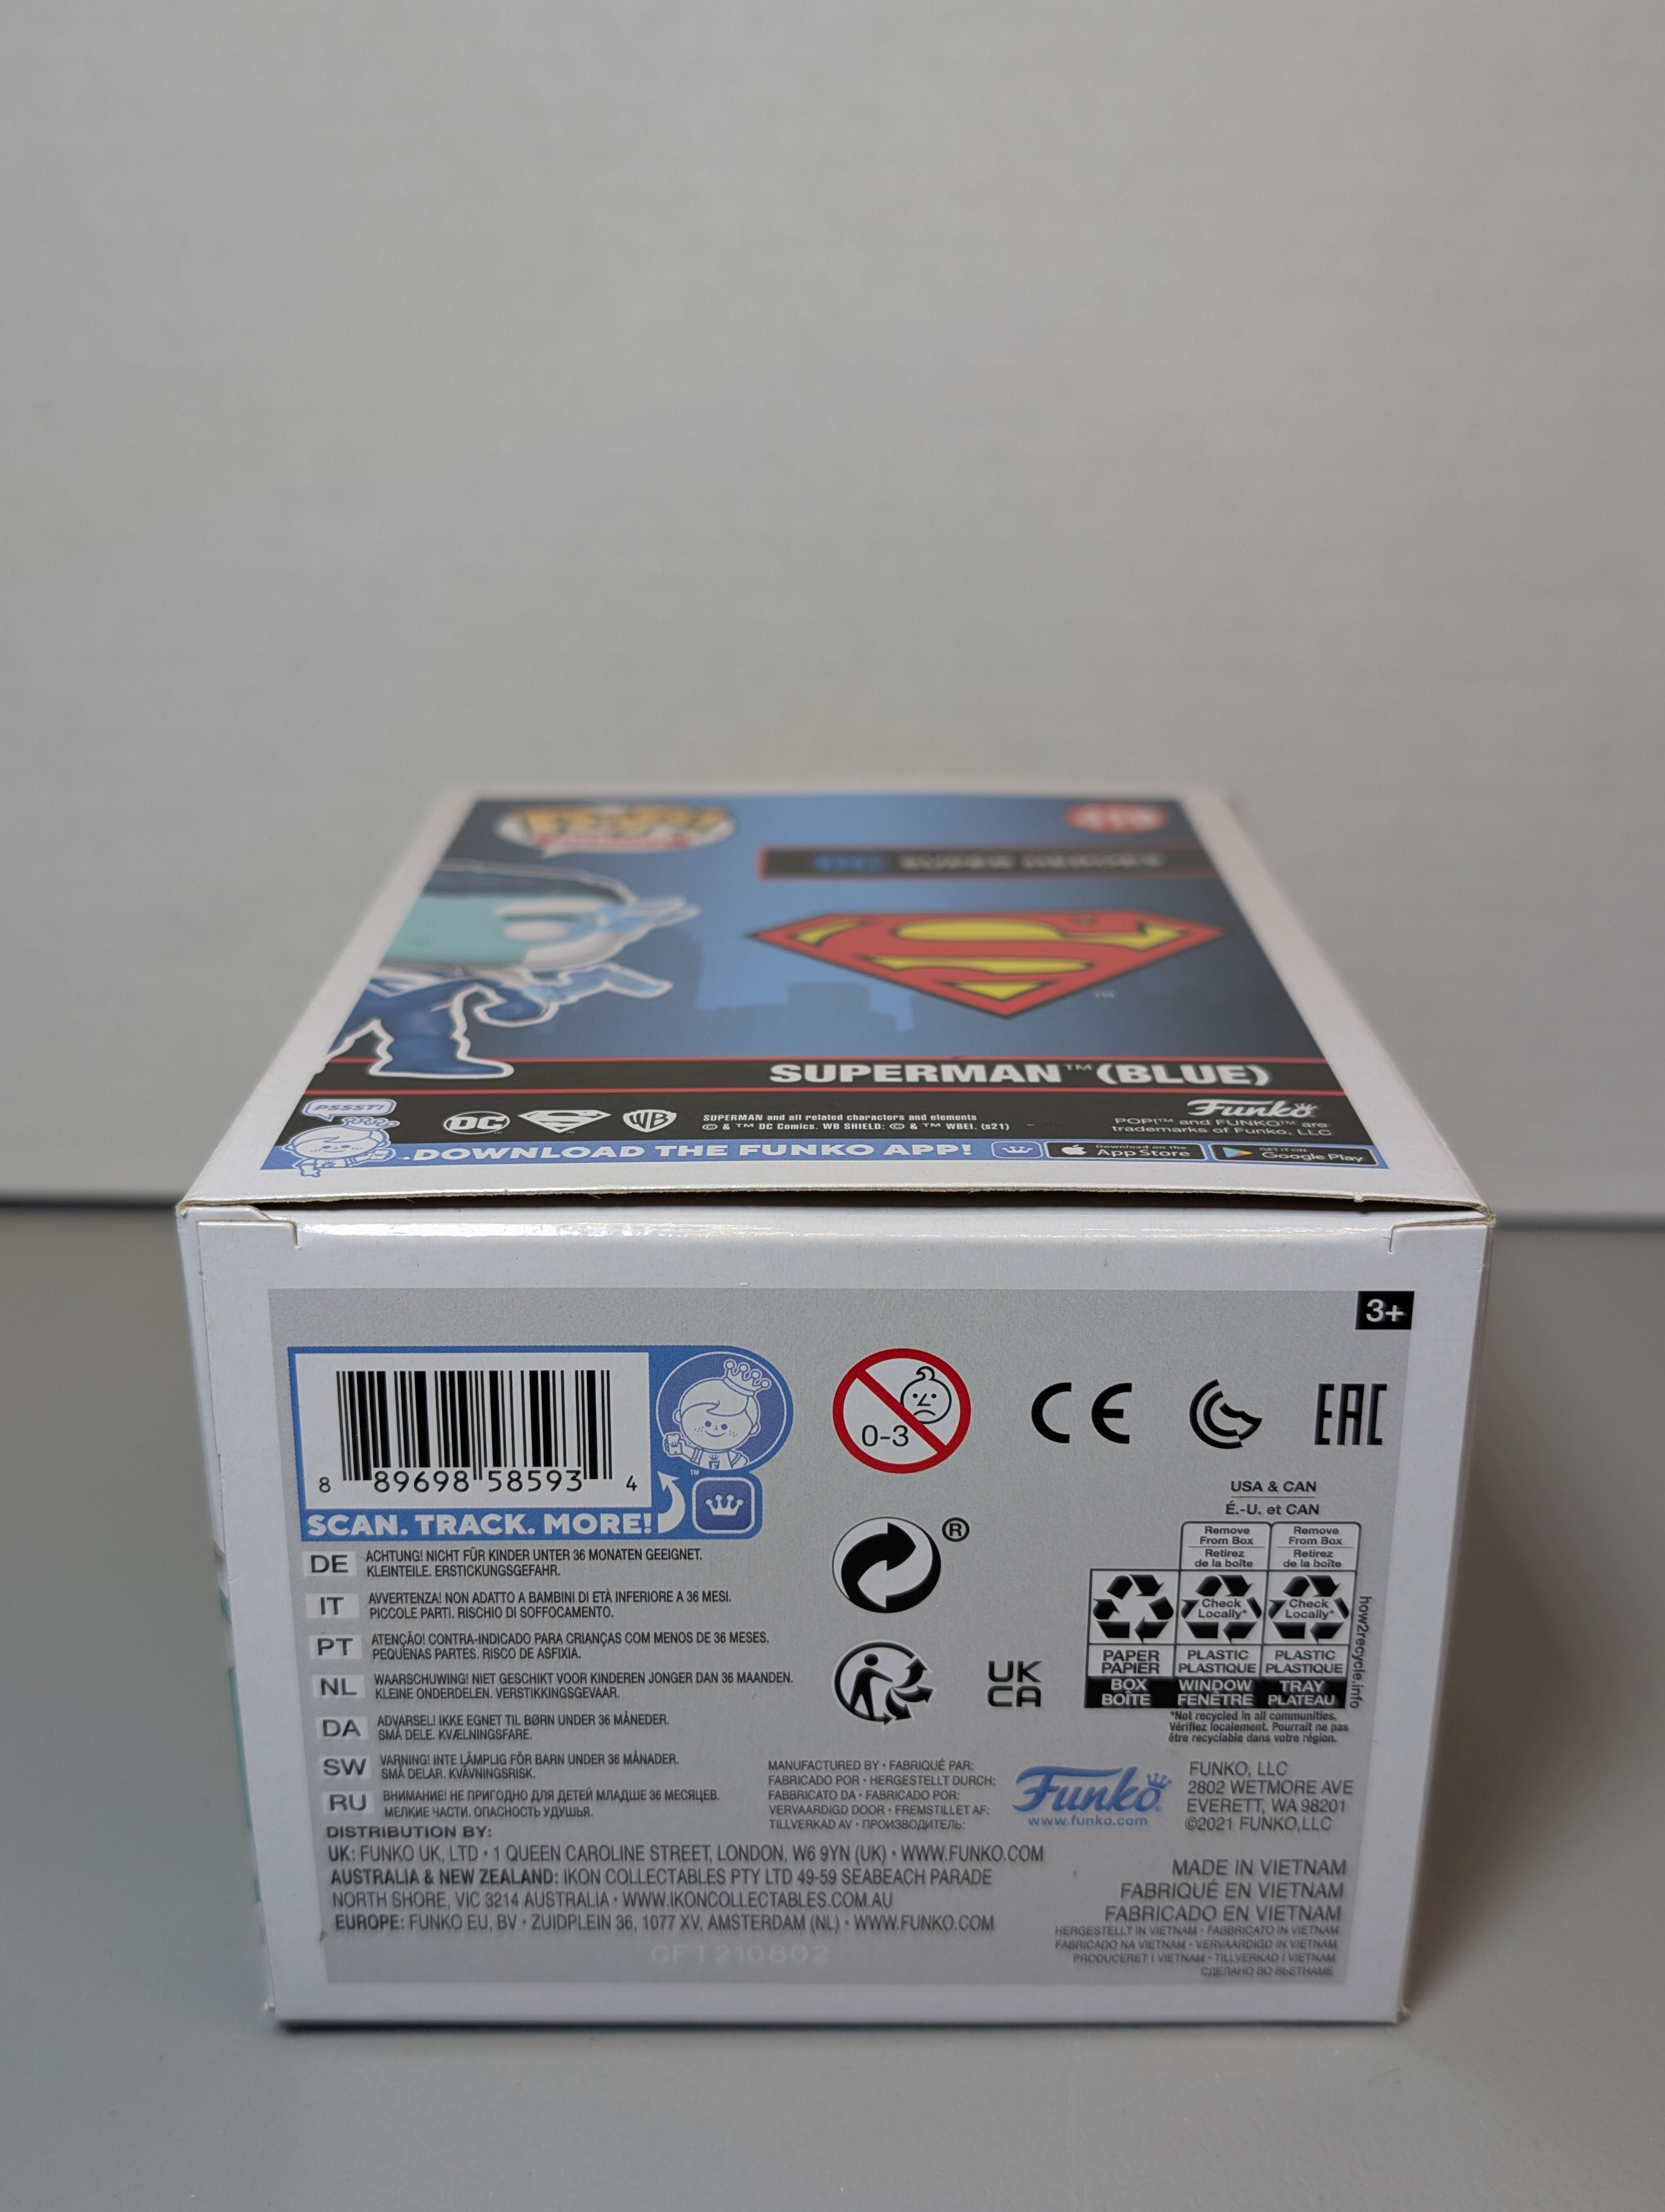 SUPER HEROES
™
SUPERMAN™ (BLUE)
PSSST!
DC
WB
SUPERMAN and all related characters and elements
© & ™ DC Comics. WB SHIELD: © & ™ WBEI. (s21)
Funko
POP!™ and FUNKO™ are
trademarks of Funko, LLC
DOWNLOAD THE FUNKO APP!
Download on the
App Store
GET IT ON
Google Play
3+
8 89698 58593 4
™
SCAN. TRACK. MORE!
0-3
CE
EAC
®
UK
CA
USA & CAN
É.-U. et CAN
Remove
From Box
Retirez
de la boîte
Remove
From Box
Retirez
de la boîte
Check
Locally*
Check
Locally*
PAPER
PAPIER
PLASTIC
PLASTIQUE
PLASTIC
PLASTIQUE
BOX
BOÎTE
WINDOW
FENÊTRE
TRAY
PLATEAU
how2recycle.info
*Not recycled in all communities.
Vérifiez localement. Pourrait ne pas
être recyclable dans votre région.
DE ACHTUNG! NICHT FÜR KINDER UNTER 36 MONATEN GEEIGNET.
KLEINTEILE. ERSTICKUNGSGEFAHR.
IT AVVERTENZA! NON ADATTO A BAMBINI DI ETÀ INFERIORE A 36 MESI.
PICCOLE PARTI. RISCHIO DI SOFFOCAMENTO.
PT ATENÇÃO! CONTRA-INDICADO PARA CRIANÇAS COM MENOS DE 36 MESES.
PEQUENAS PARTES. RISCO DE ASFIXIA.
NL WAARSCHUWING! NIET GESCHIKT VOOR KINDEREN JONGER DAN 36 MAANDEN.
KLEINE ONDERDELEN. VERSTIKKINGSGEVAAR.
DA ADVARSEL! IKKE EGNET TIL BØRN UNDER 36 MÅNEDER.
SMÅ DELE. KVÆLNINGSFARE.
SW VARNING! INTE LÄMPLIG FÖR BARN UNDER 36 MÅNADER.
SMÅ DELAR. KVÄVNINGSRISK.
RU ВНИМАНИЕ! НЕ ПРИГОДНО ДЛЯ ДЕТЕЙ МЛАДШЕ 36 МЕСЯЦЕВ.
МЕЛКИЕ ЧАСТИ. ОПАСНОСТЬ УДУШЬЯ.
MANUFACTURED BY • FABRIQUÉ PAR:
FABRICADO POR • HERGESTELLT DURCH:
FABBRICATO DA • FABRICADO POR:
VERVAARDIGD DOOR • FREMSTILLET AF:
TILLVERKAD AV • ПРОИЗВОДИТЕЛЬ:
Funko
www.funko.com
FUNKO, LLC
2802 WETMORE AVE
EVERETT, WA 98201
©2021 FUNKO,LLC
DISTRIBUTION BY:
UK: FUNKO UK, LTD • 1 QUEEN CAROLINE STREET, LONDON, W6 9YN (UK) • WWW.FUNKO.COM
AUSTRALIA & NEW ZEALAND: IKON COLLECTABLES PTY LTD 49-59 SEABEACH PARADE
NORTH SHORE, VIC 3214 AUSTRALIA • WWW.IKONCOLLECTABLES.COM.AU
EUROPE: FUNKO EU, BV • ZUIDPLEIN 36, 1077 XV, AMSTERDAM (NL) • WWW.FUNKO.COM
GFT210802
MADE IN VIETNAM
FABRIQUÉ EN VIETNAM
FABRICADO EN VIETNAM
HERGESTELLT IN VIETNAM • FABBRICATO IN VIETNAM
FABRICADO NA VIETNAM • VERVAARDIGD IN VIETNAM
PRODUCERET I VIETNAM • TILLVERKAD I VIETNAM
СДЕЛАНО ВО ВЬЕТНАМЕ